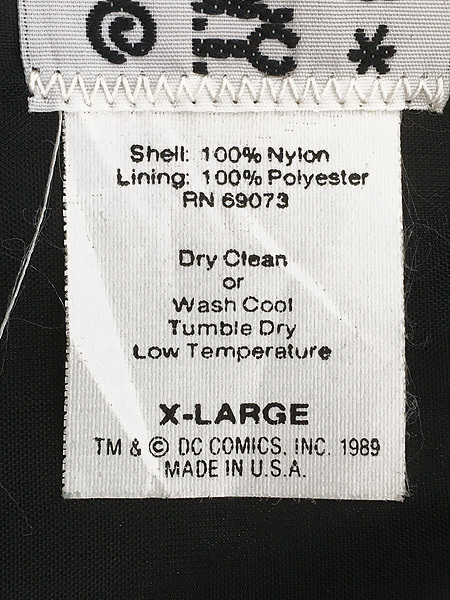 Shell: 100% Nylon
Lining: 100% Polyester
RN 69073
Dry Clean
or
Wash Cool
Tumble Dry
Low Temperature
X-LARGE
TM & © DC COMICS, INC. 1989
MADE IN U.S.A.